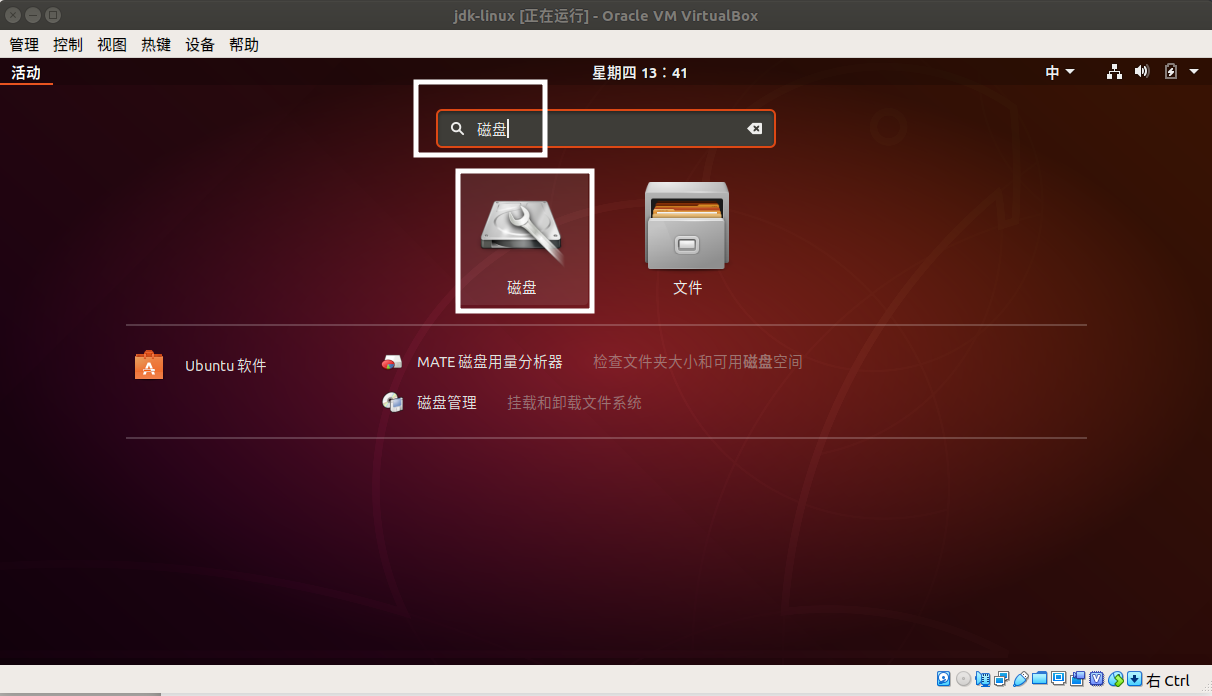 jdk-linux [正在运行] - Oracle VM VirtualBox
管理 控制 视图 热键 设备 帮助
活动 星期四 13：41 中
磁盘
磁盘 文件
Ubuntu 软件
MATE 磁盘用量分析器 检查文件夹大小和可用磁盘空间
磁盘管理 挂载和卸载文件系统
右 Ctrl